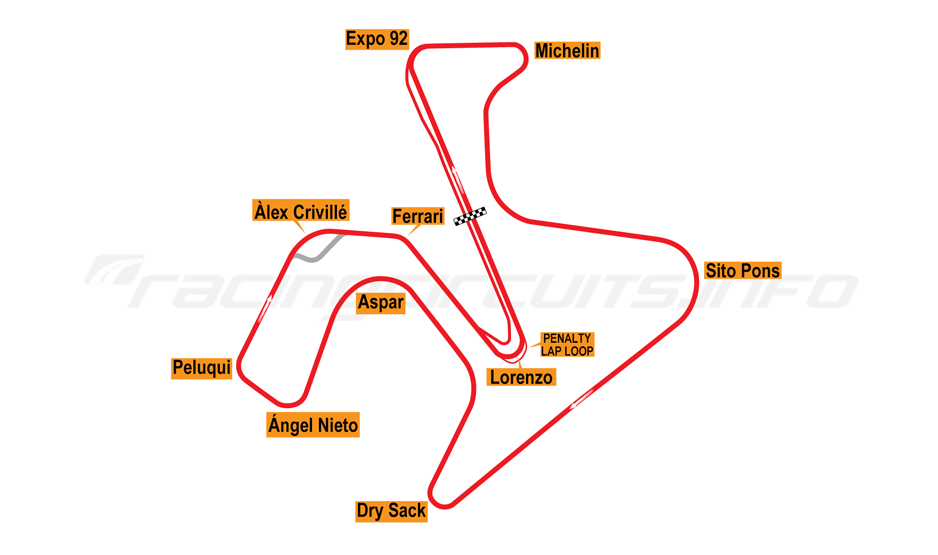 Expo 92
Michelin
Àlex Crivillé
Ferrari
Sito Pons
racingcircuits.info
Aspar
PENALTY
LAP LOOP
Peluqui
Lorenzo
Ángel Nieto
Dry Sack